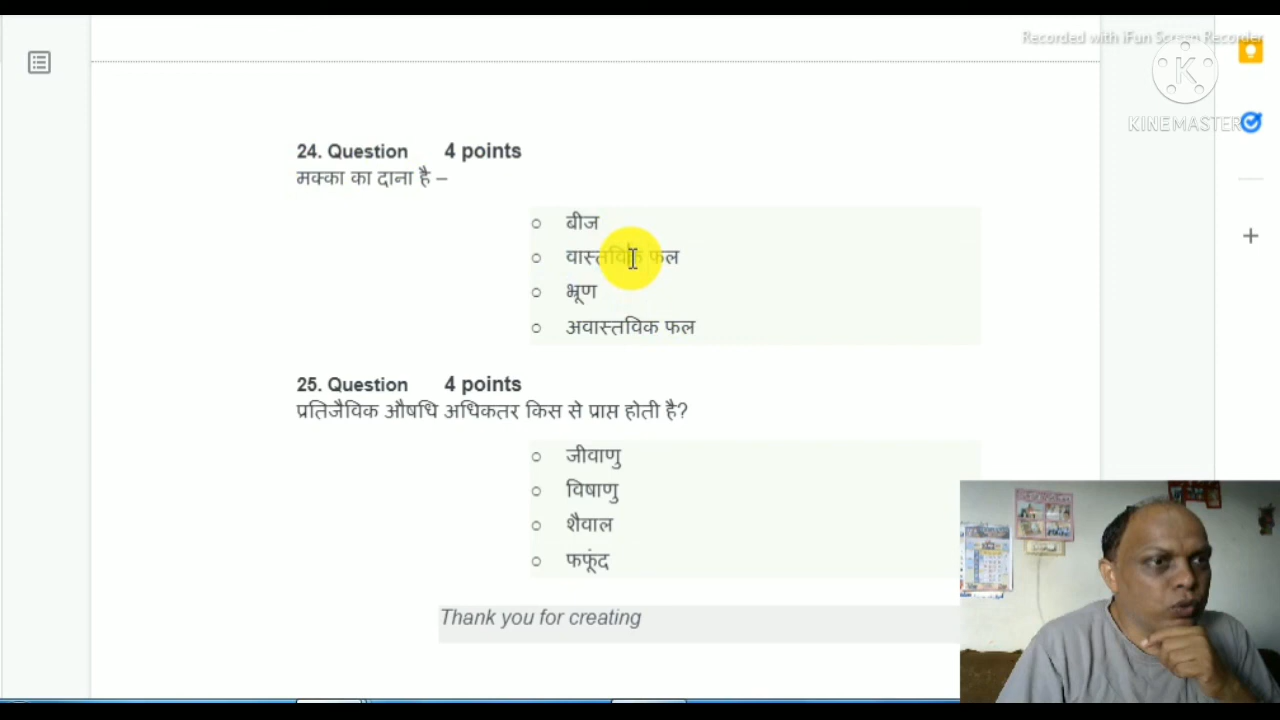 Recorded with iFun Screen Recorder
K
KINEMASTER
24. Question 4 points
मक्का का दाना है –
○ बीज
○ वास्तविक फल
○ भ्रूण
○ अवास्तविक फल
25. Question 4 points
प्रतिजैविक औषधि अधिकतर किस से प्राप्त होती है?
○ जीवाणु
○ विषाणु
○ शैवाल
○ फफूंद
Thank you for creating